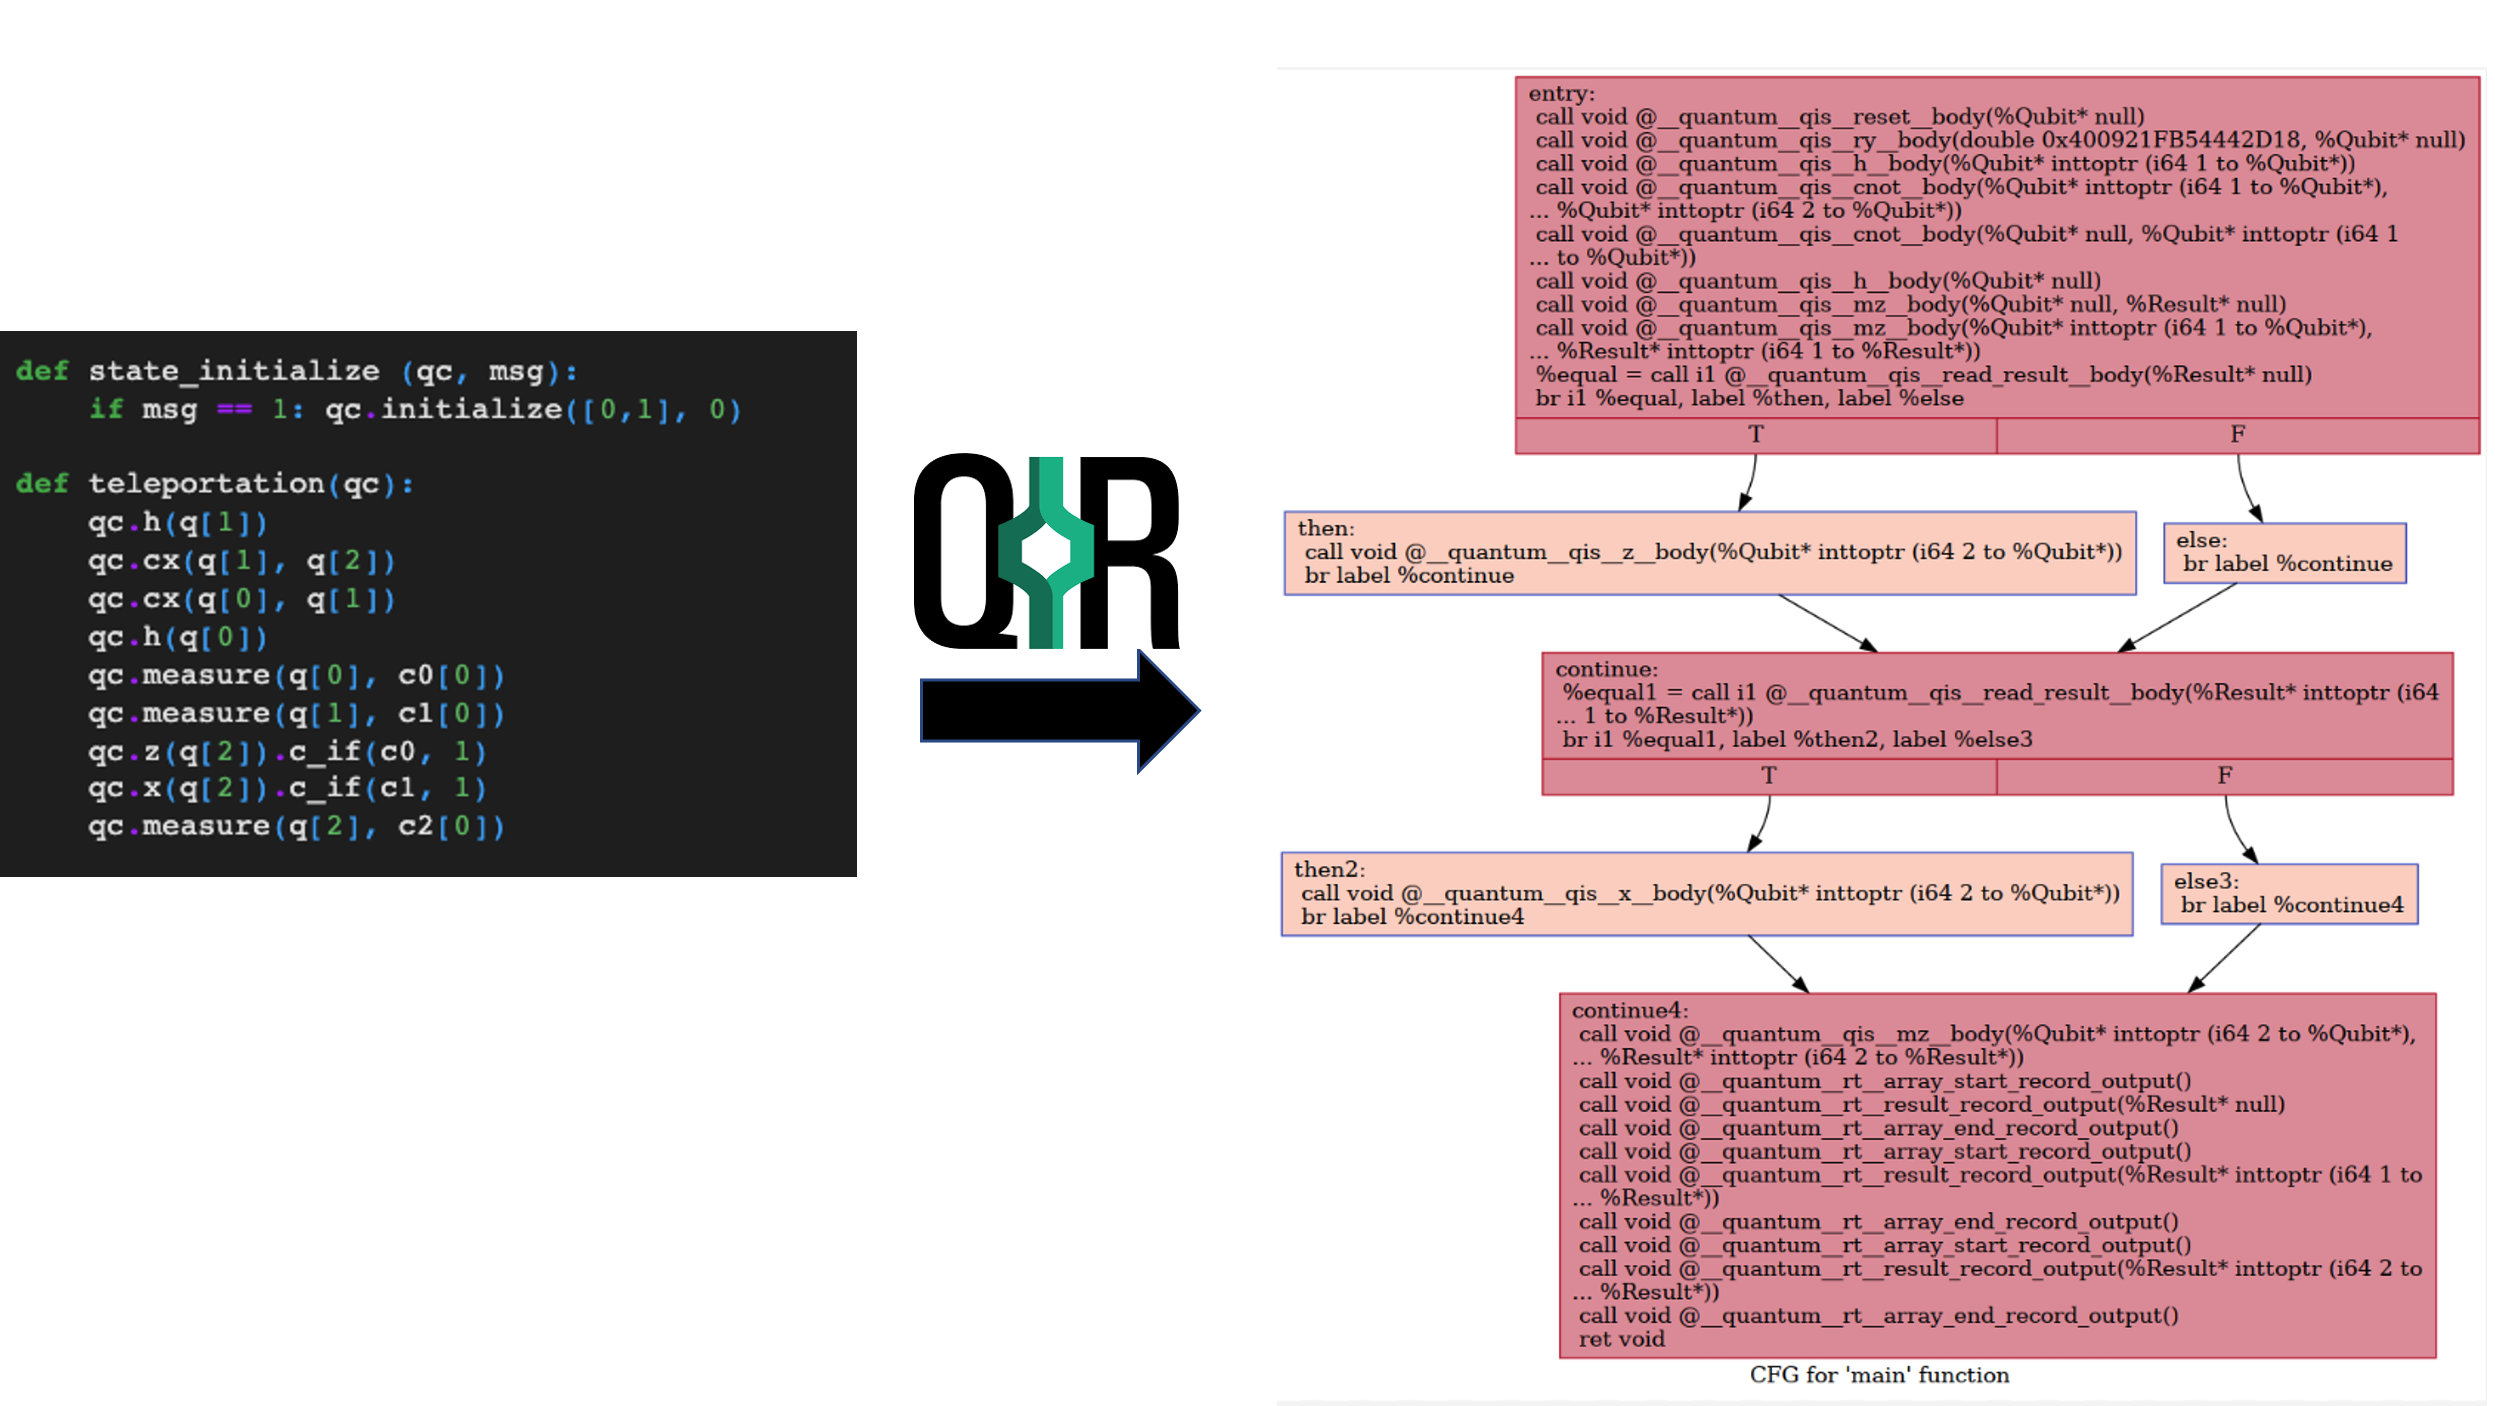 def state_initialize (qc, msg):
    if msg == 1: qc.initialize([0,1], 0)
def teleportation(qc):
    qc.h(q[1])
    qc.cx(q[1], q[2])
    qc.cx(q[0], q[1])
    qc.h(q[0])
    qc.measure(q[0], c0[0])
    qc.measure(q[1], c1[0])
    qc.z(q[2]).c_if(c0, 1)
    qc.x(q[2]).c_if(c1, 1)
    qc.measure(q[2], c2[0])
QIR
entry:
call void @__quantum__qis__reset__body(%Qubit* null)
call void @__quantum__qis__ry__body(double 0x400921FB54442D18, %Qubit* null)
call void @__quantum__qis__h__body(%Qubit* inttoptr (i64 1 to %Qubit*))
call void @__quantum__qis__cnot__body(%Qubit* inttoptr (i64 1 to %Qubit*),
... %Qubit* inttoptr (i64 2 to %Qubit*))
call void @__quantum__qis__cnot__body(%Qubit* null, %Qubit* inttoptr (i64 1
... to %Qubit*))
call void @__quantum__qis__h__body(%Qubit* null)
call void @__quantum__qis__mz__body(%Qubit* null, %Result* null)
call void @__quantum__qis__mz__body(%Qubit* inttoptr (i64 1 to %Qubit*),
... %Result* inttoptr (i64 1 to %Result*))
%equal = call i1 @__quantum__qis__read_result__body(%Result* null)
br i1 %equal, label %then, label %else
T F
then:
call void @__quantum__qis__z__body(%Qubit* inttoptr (i64 2 to %Qubit*))
br label %continue
else:
br label %continue
continue:
%equal1 = call i1 @__quantum__qis__read_result__body(%Result* inttoptr (i64
... 1 to %Result*))
br i1 %equal1, label %then2, label %else3
T F
then2:
call void @__quantum__qis__x__body(%Qubit* inttoptr (i64 2 to %Qubit*))
br label %continue4
else3:
br label %continue4
continue4:
call void @__quantum__qis__mz__body(%Qubit* inttoptr (i64 2 to %Qubit*),
... %Result* inttoptr (i64 2 to %Result*))
call void @__quantum__rt__array_start_record_output()
call void @__quantum__rt__result_record_output(%Result* null)
call void @__quantum__rt__array_end_record_output()
call void @__quantum__rt__array_start_record_output()
call void @__quantum__rt__result_record_output(%Result* inttoptr (i64 1 to
... %Result*))
call void @__quantum__rt__array_end_record_output()
call void @__quantum__rt__array_start_record_output()
call void @__quantum__rt__result_record_output(%Result* inttoptr (i64 2 to
... %Result*))
call void @__quantum__rt__array_end_record_output()
ret void
CFG for 'main' function